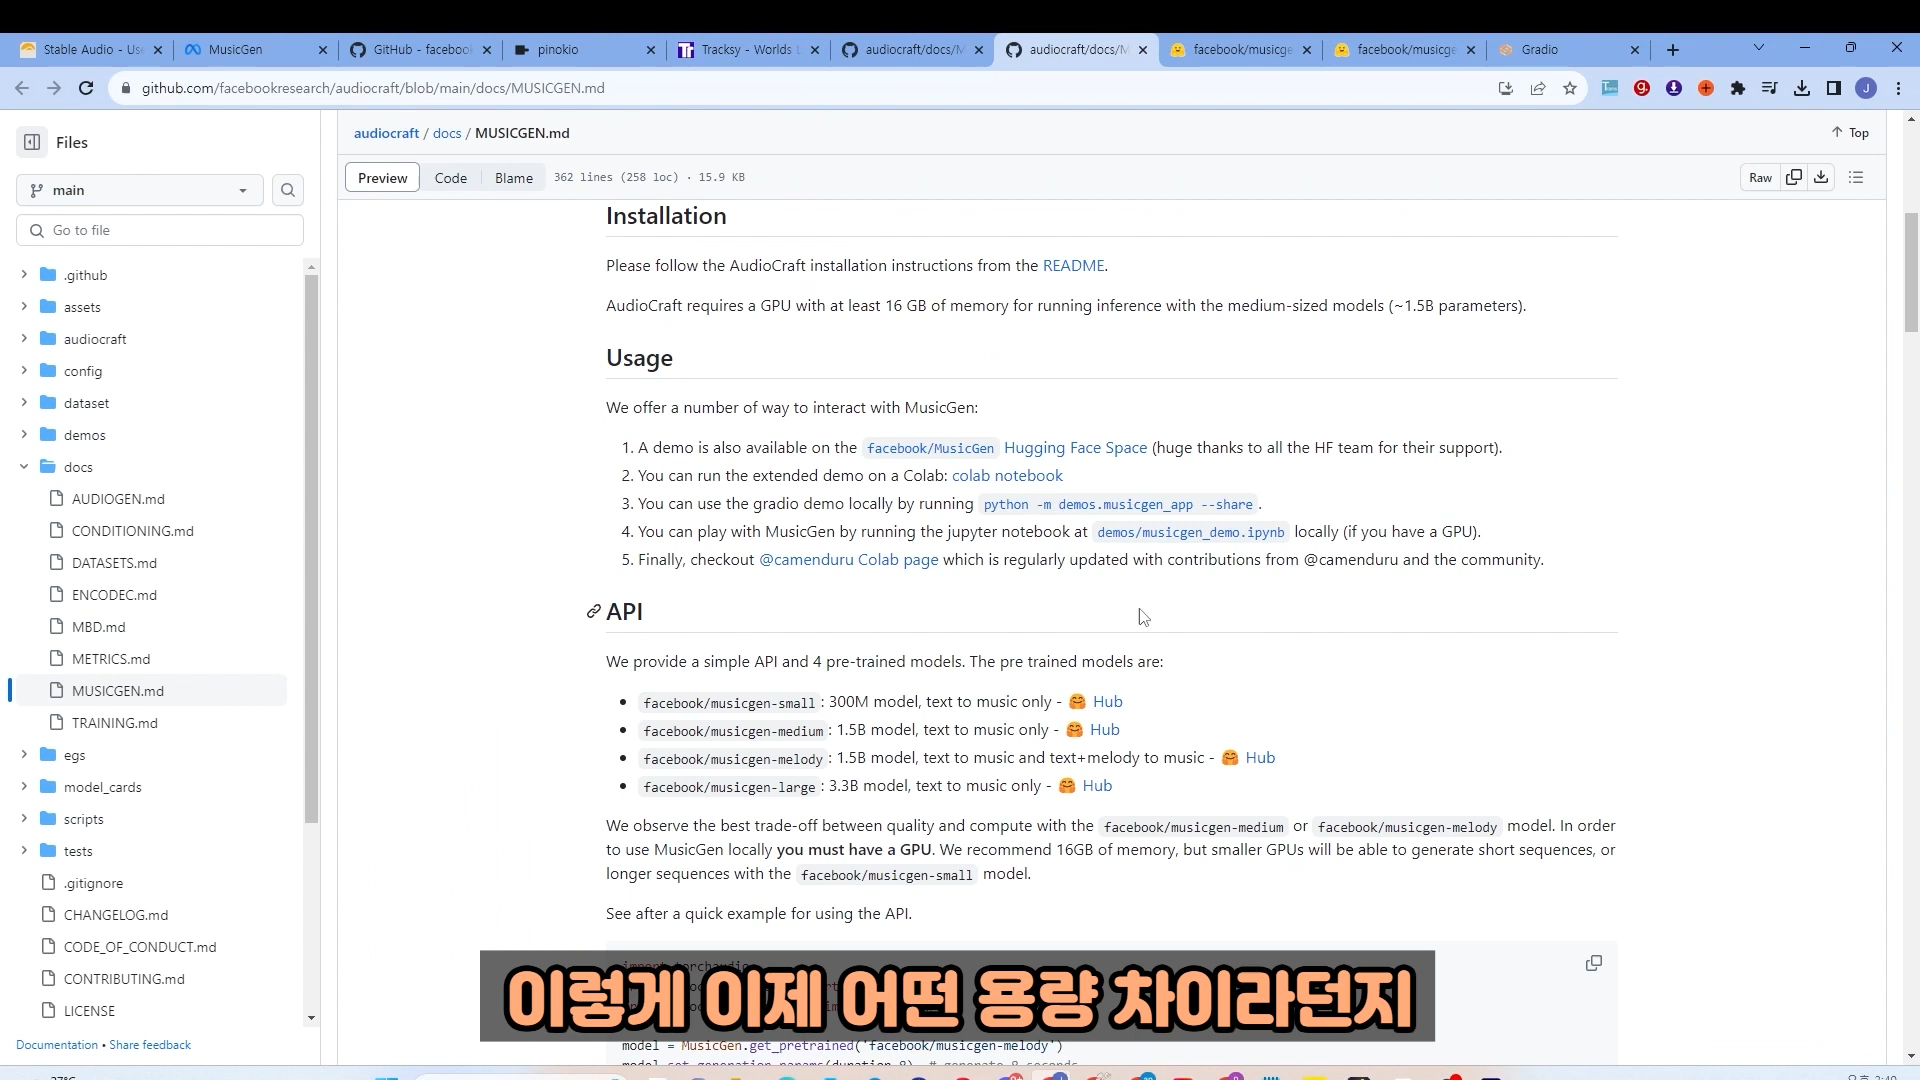 Stable Audio - Us
MusicGen
GitHub - facebook
pinokio
Tracksy - Worlds L
audiocraft/docs/M
audiocraft/docs/M
facebook/musicge
facebook/musicge
Gradio
github.com/facebookresearch/audiocraft/blob/main/docs/MUSICGEN.md
J
Files
main
Go to file
.github
assets
audiocraft
config
dataset
demos
docs
AUDIOGEN.md
CONDITIONING.md
DATASETS.md
ENCODEC.md
MBD.md
METRICS.md
MUSICGEN.md
TRAINING.md
egs
model_cards
scripts
tests
.gitignore
CHANGELOG.md
CODE_OF_CONDUCT.md
CONTRIBUTING.md
LICENSE
Documentation • Share feedback
audiocraft / docs / MUSICGEN.md
Top
Preview Code Blame 362 lines (258 loc) · 15.9 KB
Raw
Installation
Please follow the AudioCraft installation instructions from the README.
AudioCraft requires a GPU with at least 16 GB of memory for running inference with the medium-sized models (~1.5B parameters).
Usage
We offer a number of way to interact with MusicGen:
1. A demo is also available on the facebook/MusicGen Hugging Face Space (huge thanks to all the HF team for their support).
2. You can run the extended demo on a Colab: colab notebook
3. You can use the gradio demo locally by running python -m demos.musicgen_app --share.
4. You can play with MusicGen by running the jupyter notebook at demos/musicgen_demo.ipynb locally (if you have a GPU).
5. Finally, checkout @camenduru Colab page which is regularly updated with contributions from @camenduru and the community.
API
We provide a simple API and 4 pre-trained models. The pre trained models are:
• facebook/musicgen-small: 300M model, text to music only - 🤗 Hub
• facebook/musicgen-medium: 1.5B model, text to music only - 🤗 Hub
• facebook/musicgen-melody: 1.5B model, text to music and text+melody to music - 🤗 Hub
• facebook/musicgen-large: 3.3B model, text to music only - 🤗 Hub
We observe the best trade-off between quality and compute with the facebook/musicgen-medium or facebook/musicgen-melody model. In order
to use MusicGen locally you must have a GPU. We recommend 16GB of memory, but smaller GPUs will be able to generate short sequences, or
longer sequences with the facebook/musicgen-small model.
See after a quick example for using the API.
이렇게 이제 어떤 용량 차이라던지
model = MusicGen.get_pretrained('facebook/musicgen-melody')